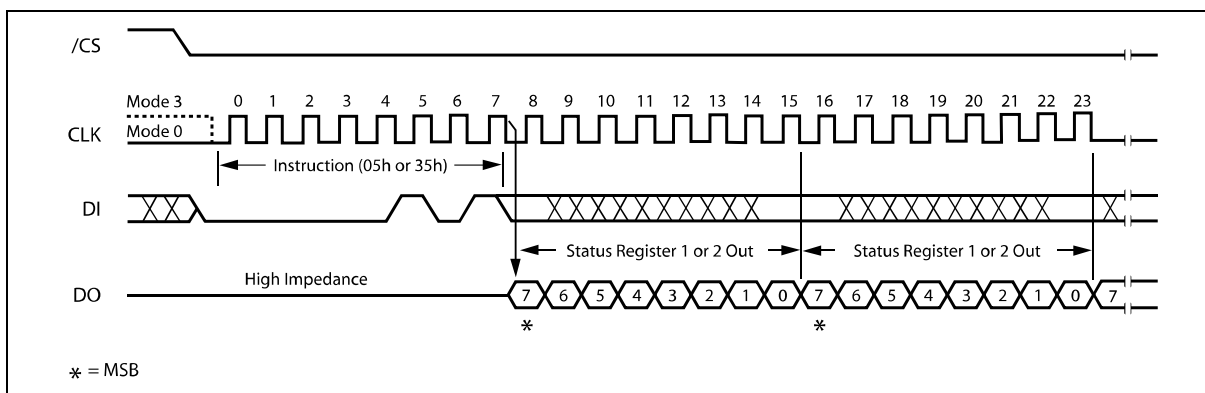 /CS
Mode 3
0 1 2 3 4 5 6 7 8 9 10 11 12 13 14 15 16 17 18 19 20 21 22 23
CLK
Mode 0
Instruction (05h or 35h)
DI
Status Register 1 or 2 Out
Status Register 1 or 2 Out
High Impedance
DO
7 6 5 4 3 2 1 0 7 6 5 4 3 2 1 0 7
* *
* = MSB